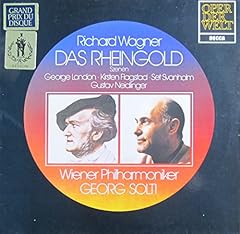 GRAND
PRIX DU
DISQUE
OPER
DER
WELT
DECCA
Richard Wagner
DAS RHEINGOLD
Szenen
George London · Kirsten Flagstad · Set Svanholm
Gustav Neidlinger
Wiener Philharmoniker
GEORG SOLTI